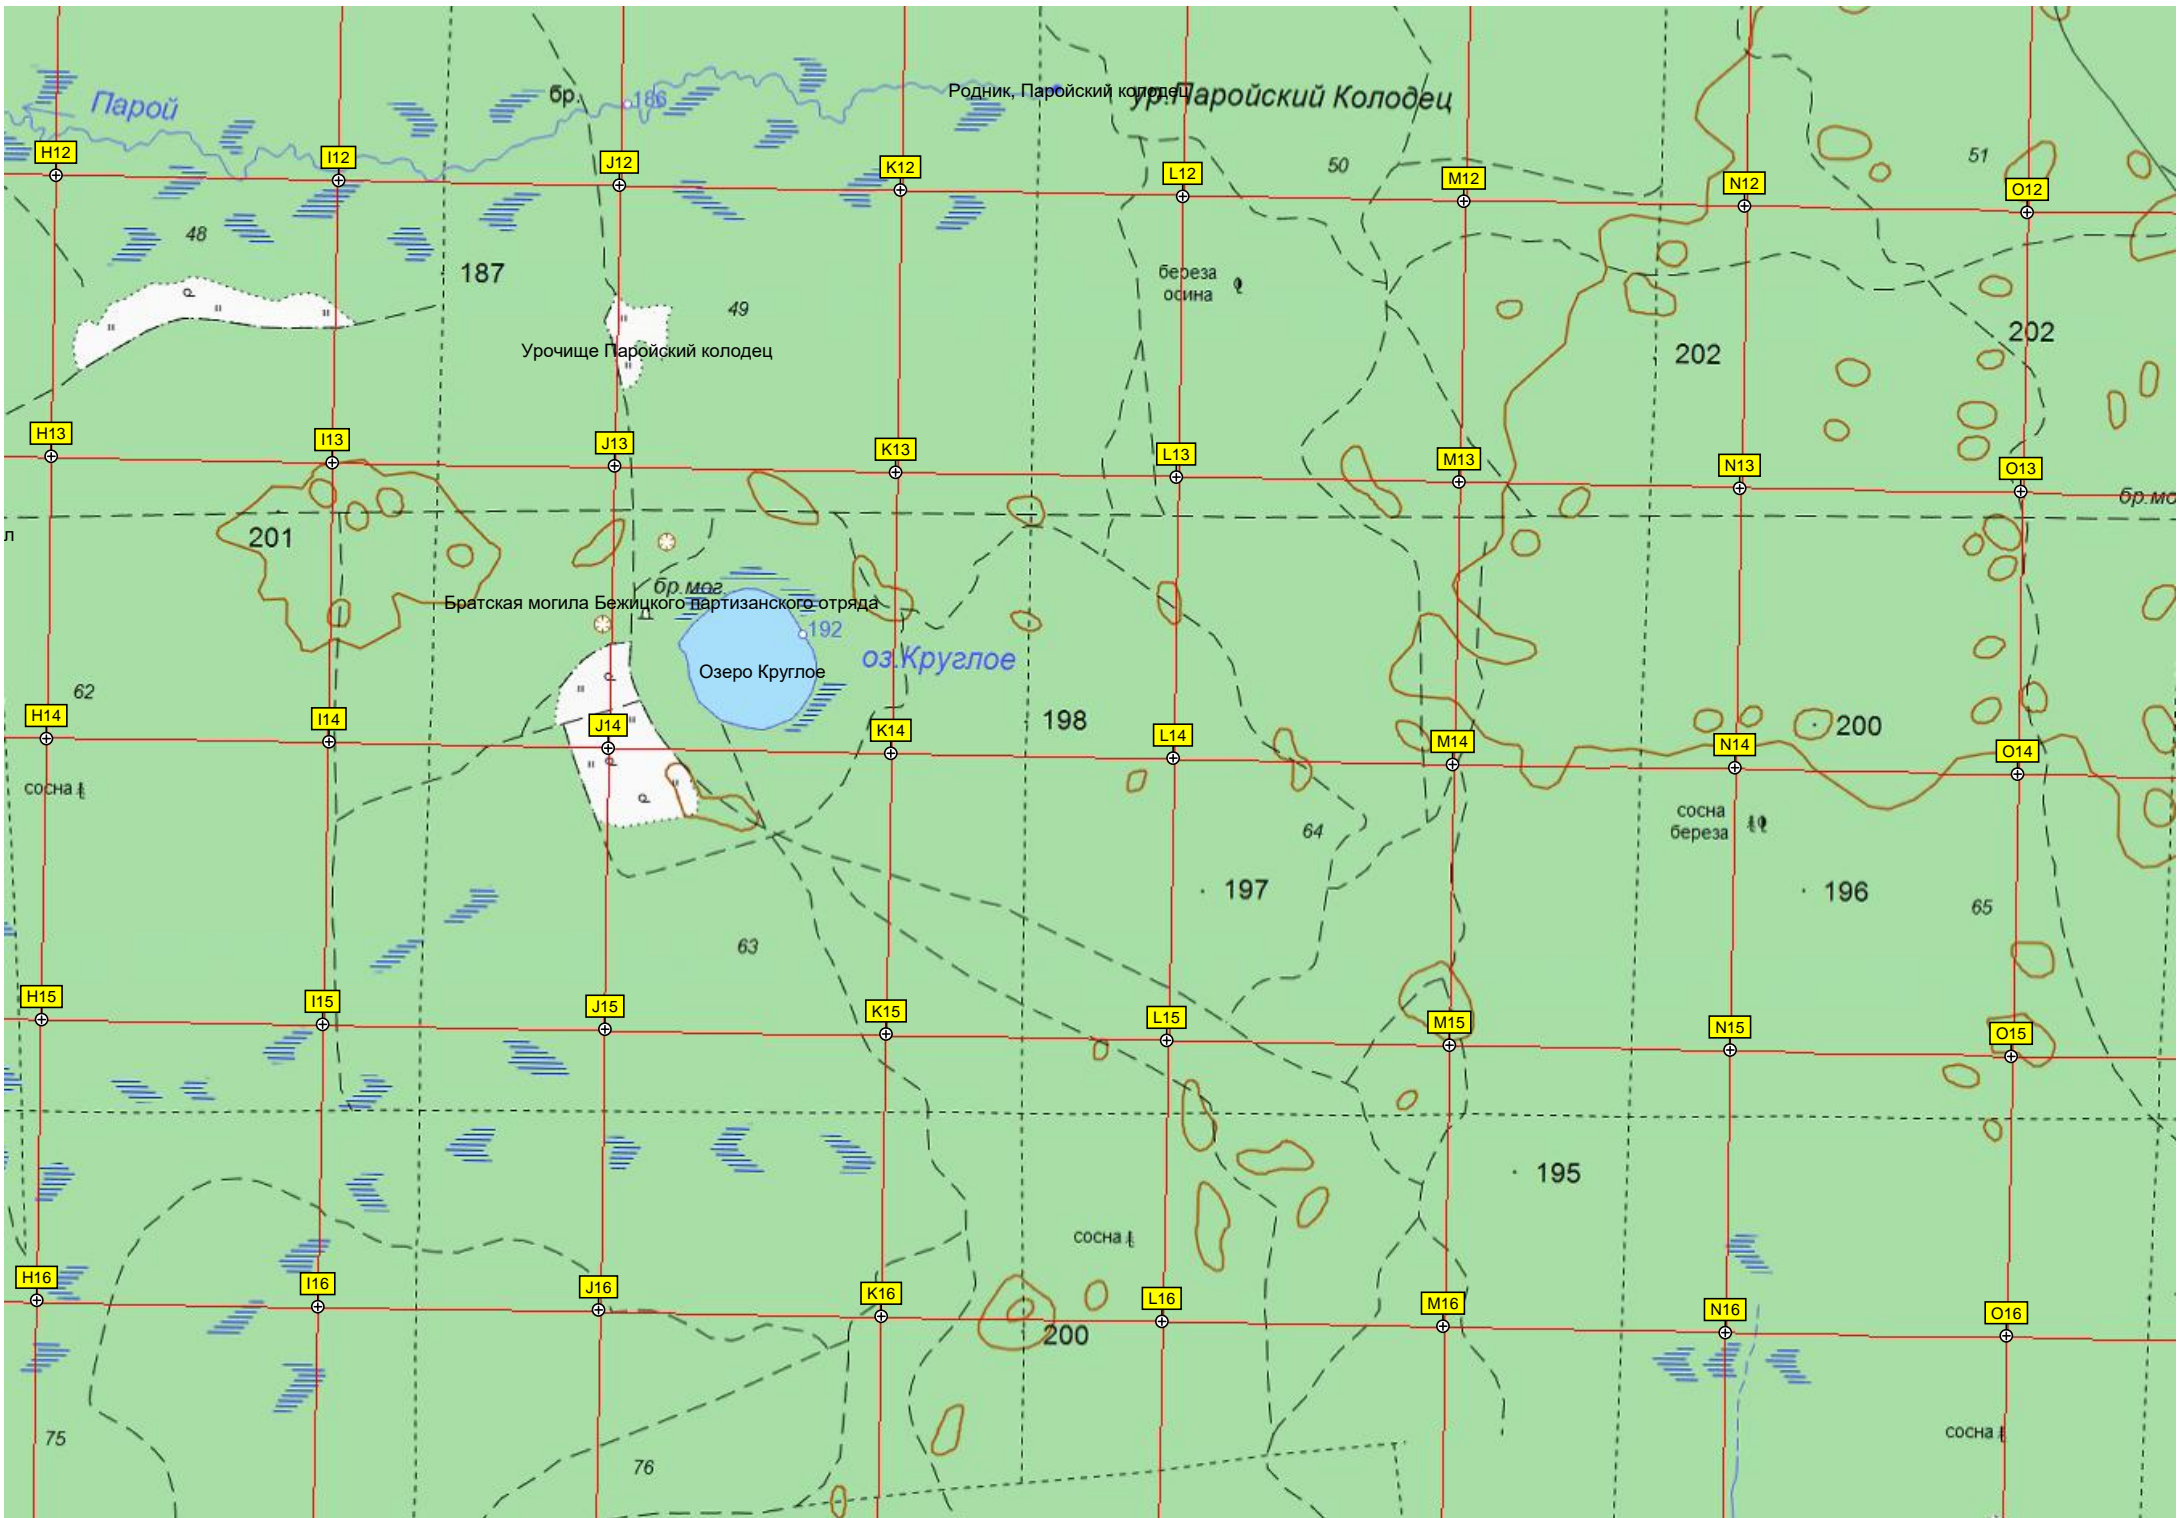 бр.
186
Родник, Паройский колодец
ур.Паройский Колодец
Парой
H12
I12
J12
K12
L12
M12
N12
O12
50
51
48
187
49
береза
осина
202
202
Урочище Паройский колодец
H13
I13
J13
K13
L13
M13
N13
O13
бр.мо
201
л
бр.мог.
Братская могила Бежицкого партизанского отряда
192
оз.Круглое
Озеро Круглое
62
198
200
H14
I14
J14
K14
L14
M14
N14
O14
сосна
сосна
береза
64
197
196
65
63
H15
I15
J15
K15
L15
M15
N15
O15
195
сосна
H16
I16
J16
K16
L16
M16
N16
O16
200
75
76
сосна